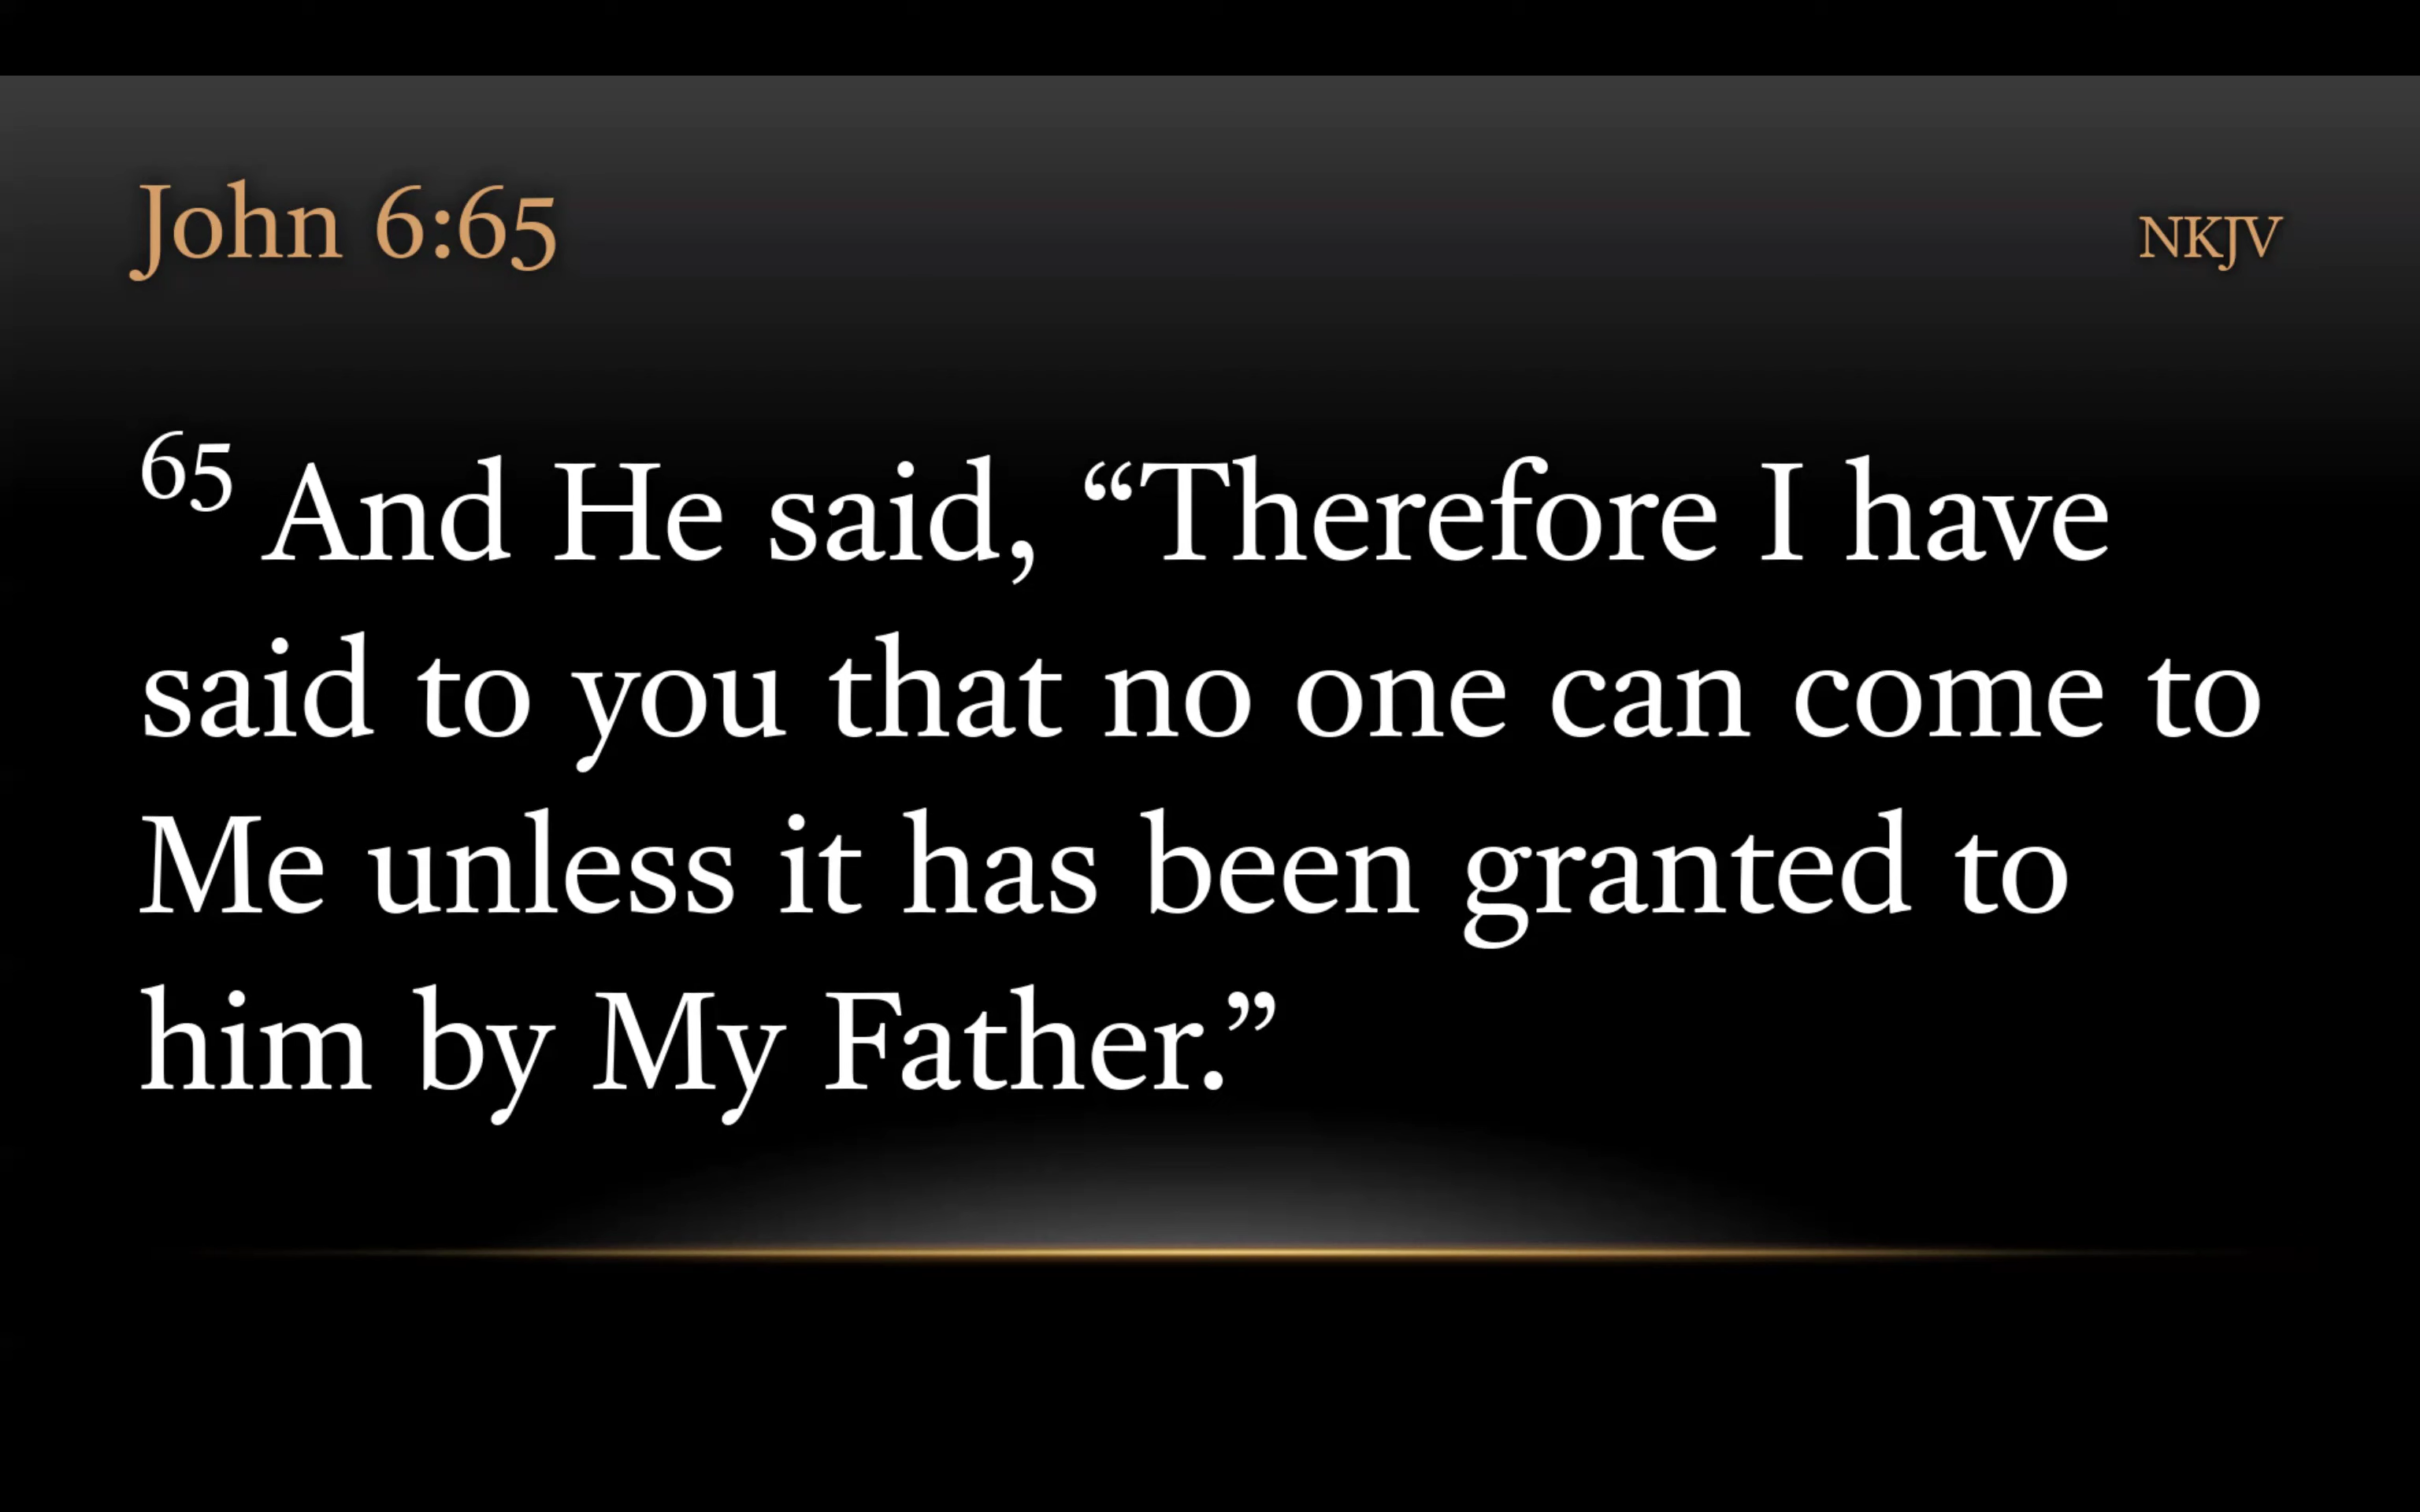 John 6:65
NKJV
65 And He said, “Therefore I have
said to you that no one can come to
Me unless it has been granted to
him by My Father.”